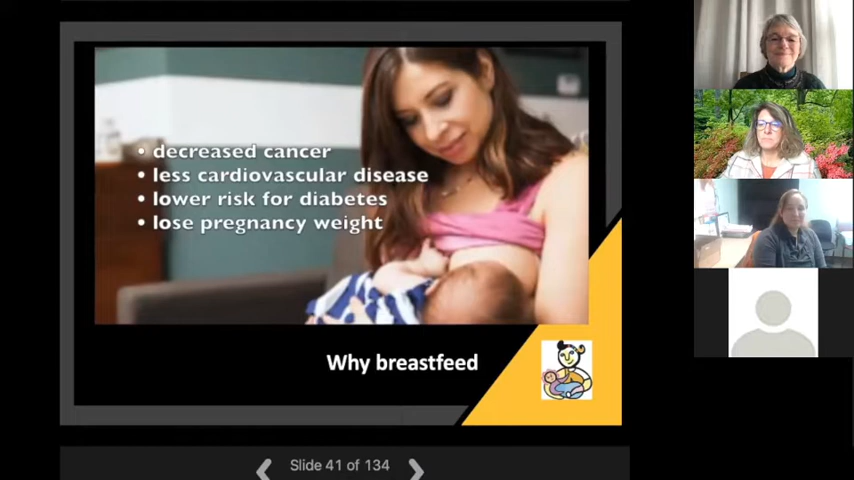 • decreased cancer
• less cardiovascular disease
• lower risk for diabetes
• lose pregnancy weight
Why breastfeed
Slide 41 of 134